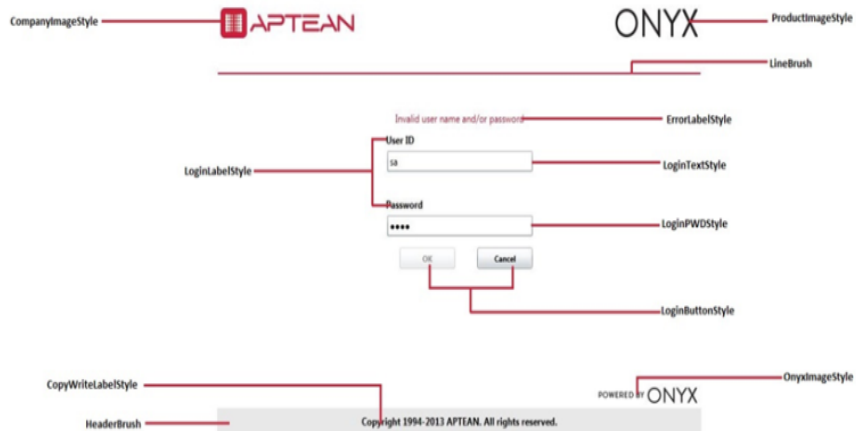 CompanyImageStyle
APTEAN
ONYX
ProductImageStyle
LineBrush
Invalid user name and/or password
ErrorLabelStyle
User ID
LoginLabelStyle
sa
LoginTextStyle
Password
••••
LoginPWDStyle
OK
Cancel
LoginButtonStyle
CopyWriteLabelStyle
POWERED BY ONYX
OnyxImageStyle
HeaderBrush
Copyright 1994-2013 APTEAN. All rights reserved.